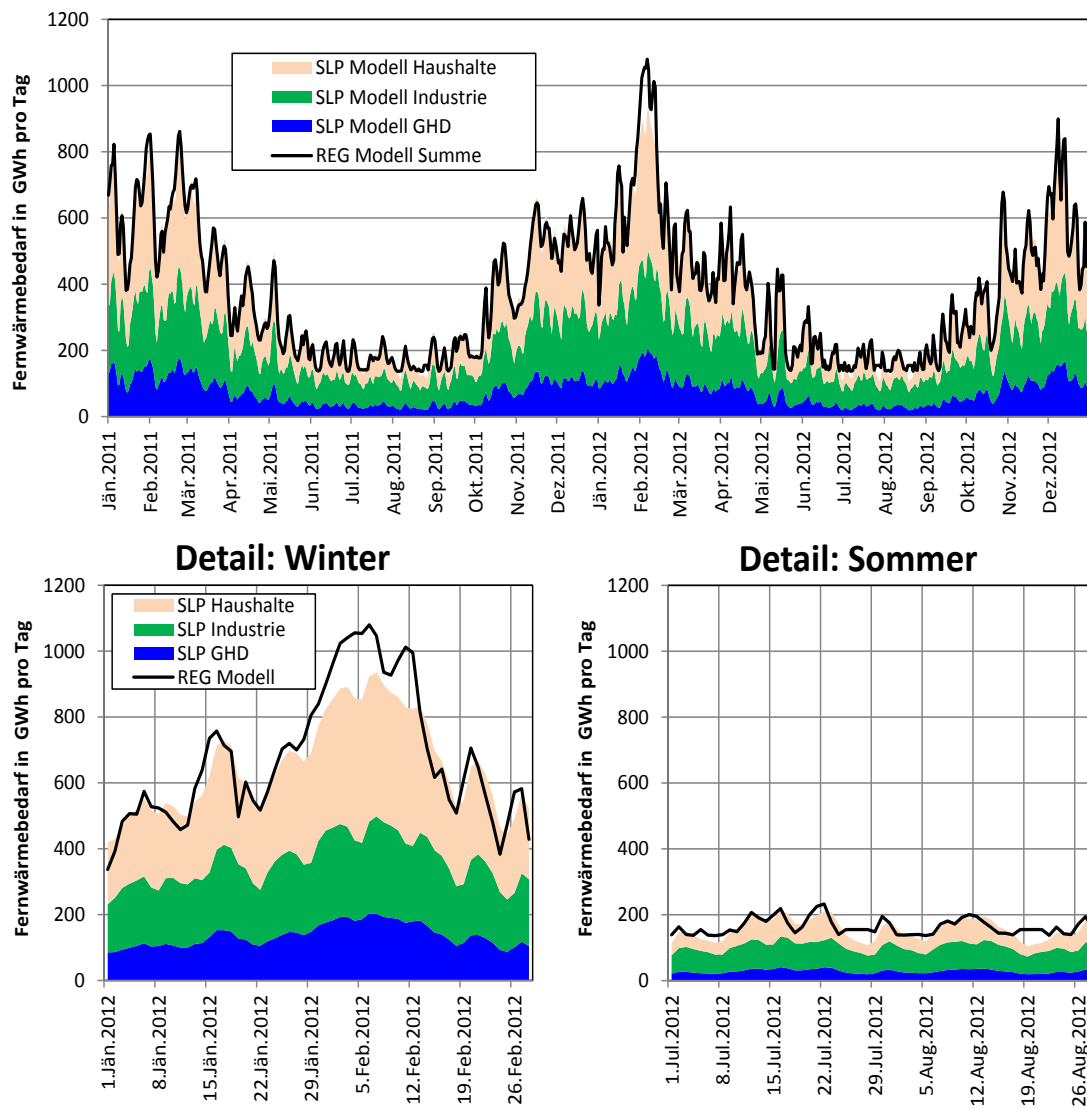 1200
1000
800
600
400
200
0
Fernwärmebedarf in GWh pro Tag
SLP Modell Haushalte
SLP Modell Industrie
SLP Modell GHD
REG Modell Summe
Jän.2011
Feb.2011
Mär.2011
Apr.2011
Mai.2011
Jun.2011
Jul.2011
Aug.2011
Sep.2011
Okt.2011
Nov.2011
Dez.2011
Jän.2012
Feb.2012
Mär.2012
Apr.2012
Mai.2012
Jun.2012
Jul.2012
Aug.2012
Sep.2012
Okt.2012
Nov.2012
Dez.2012
Detail: Winter
1200
1000
800
600
400
200
0
Fernwärmebedarf in GWh pro Tag
SLP Haushalte
SLP Industrie
SLP GHD
REG Modell
1.Jän.2012
8.Jän.2012
15.Jän.2012
22.Jän.2012
29.Jän.2012
5.Feb.2012
12.Feb.2012
19.Feb.2012
26.Feb.2012
Detail: Sommer
1200
1000
800
600
400
200
0
Fernwärmebedarf in GWh pro Tag
1.Jul.2012
8.Jul.2012
15.Jul.2012
22.Jul.2012
29.Jul.2012
5.Aug.2012
12.Aug.2012
19.Aug.2012
26.Aug.2012